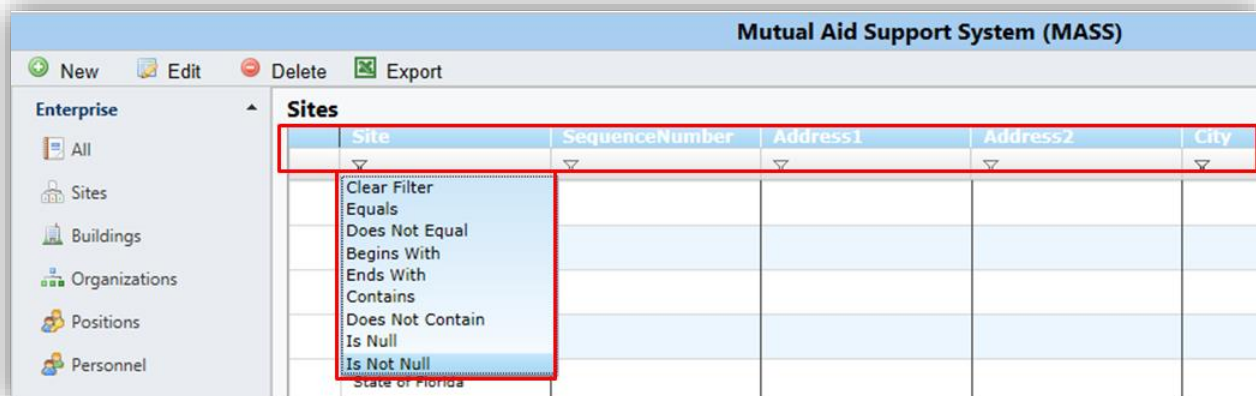 Mutual Aid Support System (MASS)
New Edit Delete Export
Enterprise
All
Sites
Buildings
Organizations
Positions
Personnel
Sites
Site SequenceNumber Address1 Address2 City
Clear Filter
Equals
Does Not Equal
Begins With
Ends With
Contains
Does Not Contain
Is Null
Is Not Null
State of Florida